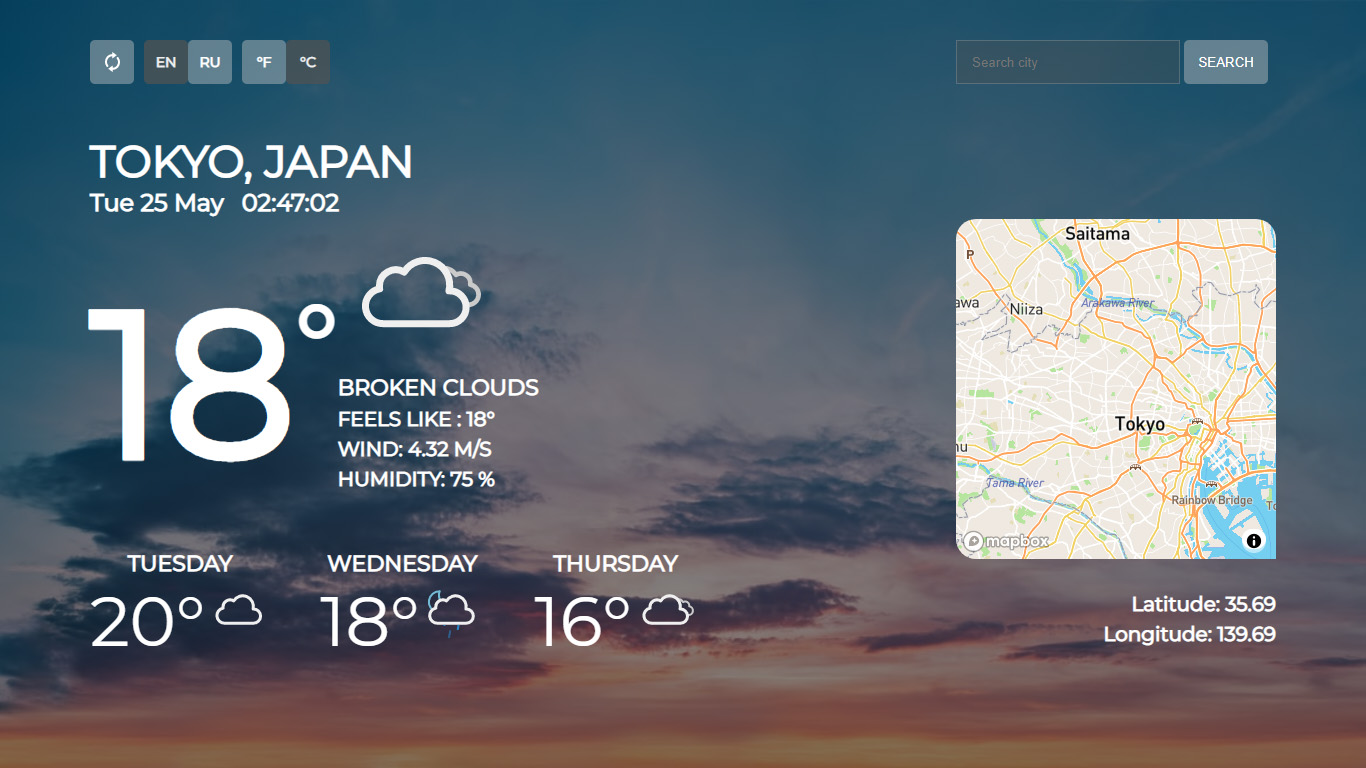 EN RU °F °C
Search city SEARCH
TOKYO, JAPAN
Tue 25 May 02:47:02
18°
BROKEN CLOUDS
FEELS LIKE : 18°
WIND: 4.32 M/S
HUMIDITY: 75 %
TUESDAY
20°
WEDNESDAY
18°
THURSDAY
16°
Saitama
P
awa
Niiza
Arakawa River
Tokyo
nu
Tama River
Rainbow Bridge
To
mapbox
Latitude: 35.69
Longitude: 139.69